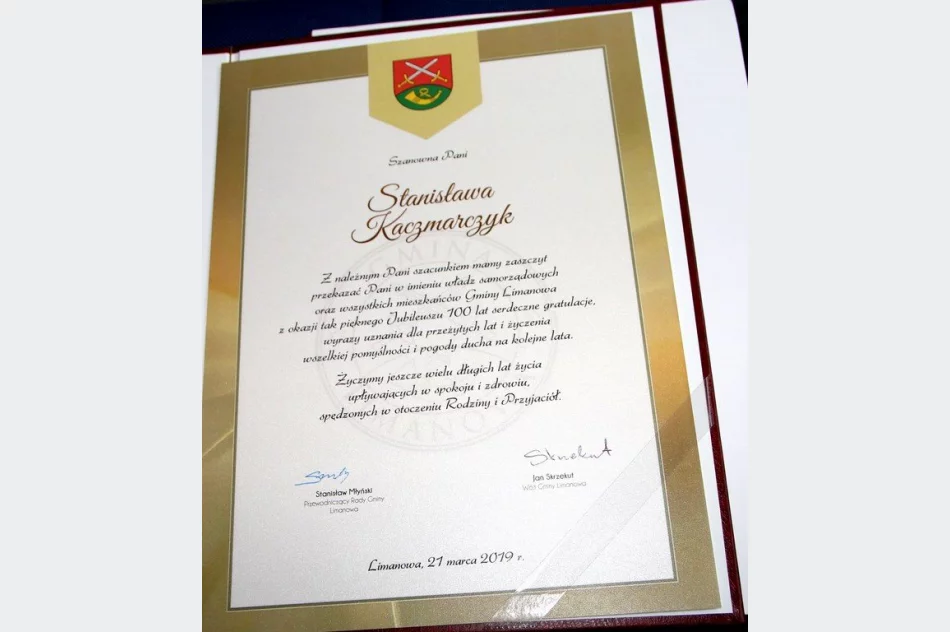 Szanowna Pani
Stanisława
Kaczmarczyk
Z należnym Pani szacunkiem mamy zaszczyt
przekazać Pani w imieniu władz samorządowych
oraz wszystkich mieszkańców Gminy Limanowa
z okazji tak pięknego Jubileuszu 100 lat serdeczne gratulacje,
wyrazy uznania dla przeżytych lat i życzenia
wszelkiej pomyślności i pogody ducha na kolejne lata.
Życzymy jeszcze wielu długich lat życia
upływających w spokoju i zdrowiu,
spędzonych w otoczeniu Rodziny i Przyjaciół.
Stanisław Młyński
Przewodniczący Rady Gminy
Limanowa
Skrzekut
Jan Skrzekut
Wójt Gminy Limanowa
Limanowa, 21 marca 2019 r.